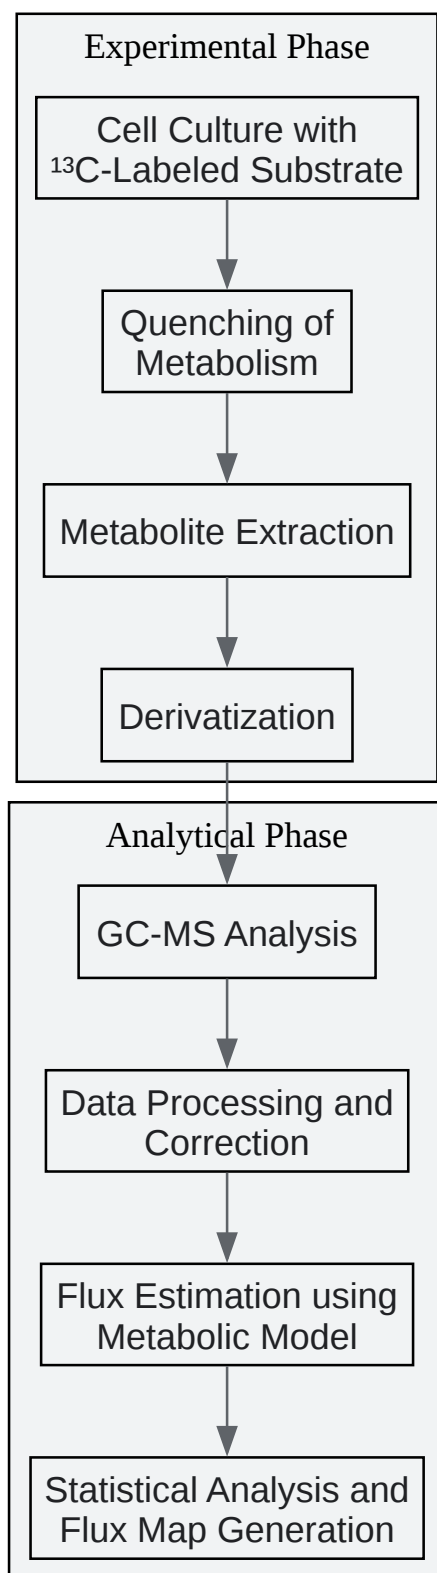 Experimental Phase
Cell Culture with
¹³C-Labeled Substrate
Quenching of
Metabolism
Metabolite Extraction
Derivatization
Analytical Phase
GC-MS Analysis
Data Processing and
Correction
Flux Estimation using
Metabolic Model
Statistical Analysis and
Flux Map Generation